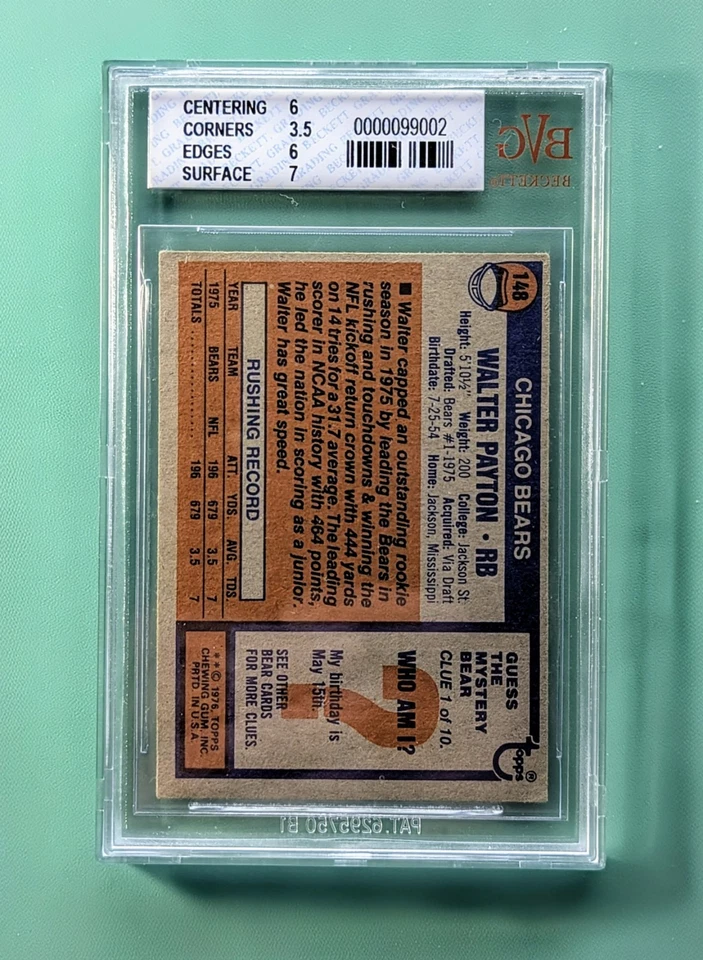 CENTERING 6
CORNERS 3.5
EDGES 6
SURFACE 7
0000099002
BVG
BECKETT
148
CHICAGO BEARS
WALTER PAYTON • RB
Height: 5'10½" Weight: 200 College: Jackson St.
Drafted: Bears #1-1975 Acquired: Via Draft
Birthdate: 7-25-54 Home: Jackson, Mississippi
■ Walter capped an outstanding rookie
season in 1975 by leading the Bears in
rushing and touchdowns & winning the
NFL kickoff return crown with 444 yards
on 14 tries for a 31.7 average. The leading
scorer in NCAA history with 464 points,
he led the nation in scoring as a junior.
Walter has great speed.
RUSHING RECORD
YEAR TEAM ATT. YDS. AVG. TDS.
1975 BEARS NFL 196 679 3.5 7
TOTALS .............. 196 679 3.5 7
topps®
GUESS
THE
MYSTERY
BEAR
CLUE 1 of 10.
WHO AM I?
?
My birthday is
May 15th.
SEE OTHER
BEAR CARDS
FOR MORE CLUES.
**© 1976, TOPPS
CHEWING GUM, INC.
PRTD. IN U.S.A.
PAT.6295750 B1